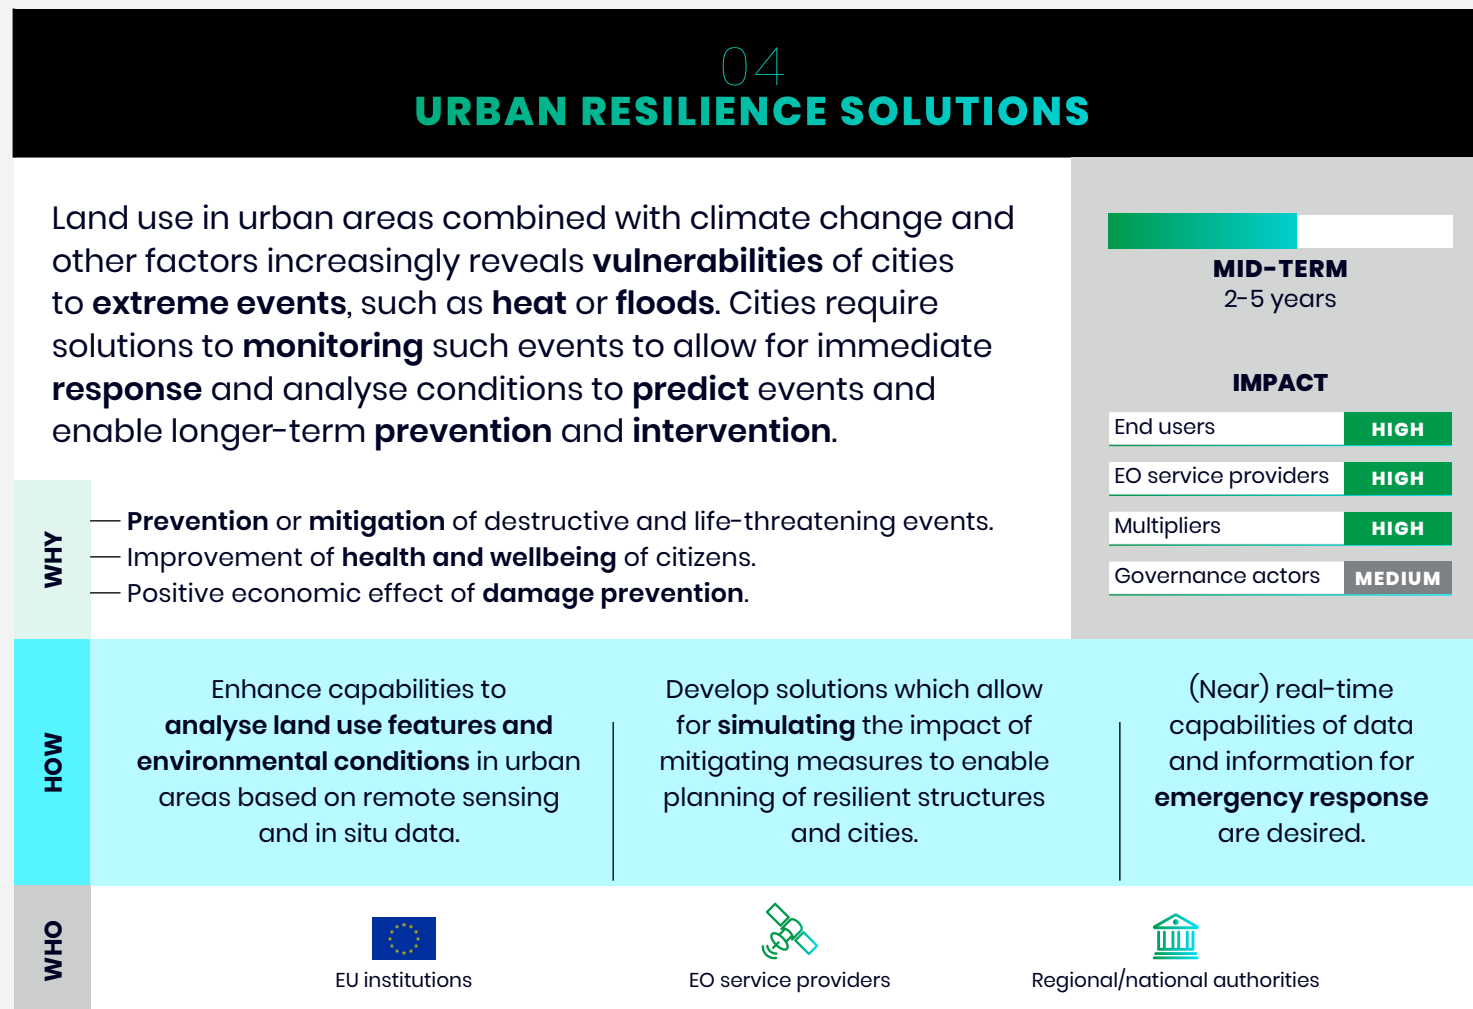 04
URBAN RESILIENCE SOLUTIONS
Land use in urban areas combined with climate change and
other factors increasingly reveals vulnerabilities of cities
to extreme events, such as heat or floods. Cities require
solutions to monitoring such events to allow for immediate
response and analyse conditions to predict events and
enable longer-term prevention and intervention.
MID-TERM
2-5 years
IMPACT
End users HIGH
EO service providers HIGH
Multipliers HIGH
Governance actors MEDIUM
WHY
Prevention or mitigation of destructive and life-threatening events.
Improvement of health and wellbeing of citizens.
Positive economic effect of damage prevention.
HOW
Enhance capabilities to
analyse land use features and
environmental conditions in urban
areas based on remote sensing
and in situ data.
Develop solutions which allow
for simulating the impact of
mitigating measures to enable
planning of resilient structures
and cities.
(Near) real-time
capabilities of data
and information for
emergency response
are desired.
WHO
EU institutions
EO service providers
Regional/national authorities